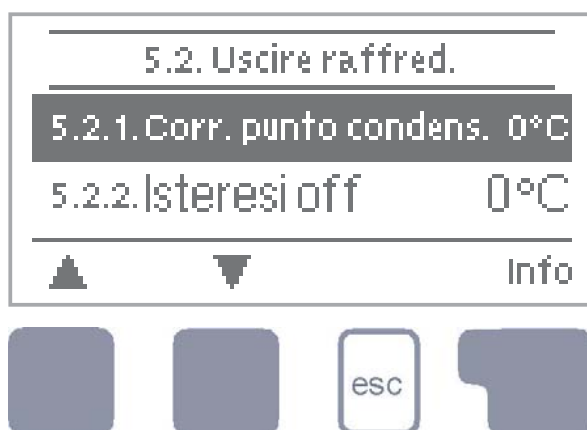 5.2. Uscire raffred.
5.2.1. Corr. punto condens. 0°C
5.2.2. Isteresi off 0°C
Info
esc